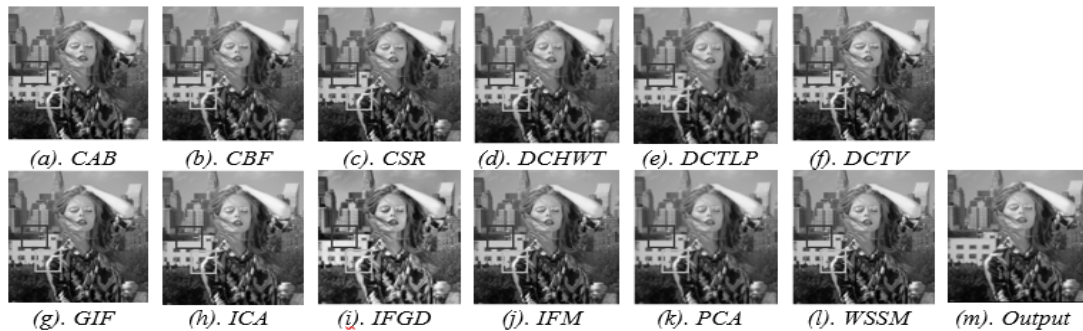 (a). CAB (b). CBF (c). CSR (d). DCHWT (e). DCTLP (f). DCTV
(g). GIF (h). ICA (i). IFGD (j). IFM (k). PCA (l). WSSM (m). Output